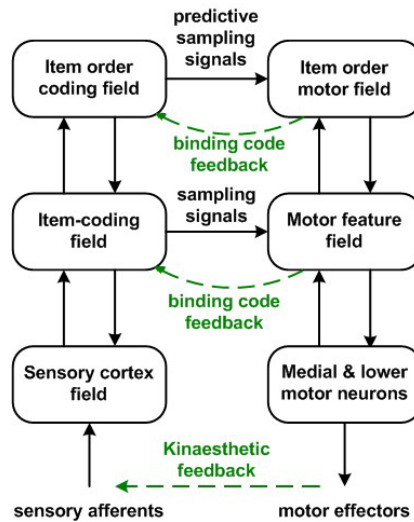 predictive
sampling
signals
Item order
coding field
Item order
motor field
binding code
feedback
sampling
signals
Item-coding
field
Motor feature
field
binding code
feedback
Sensory cortex
field
Medial & lower
motor neurons
Kinaesthetic
feedback
sensory afferents
motor effectors